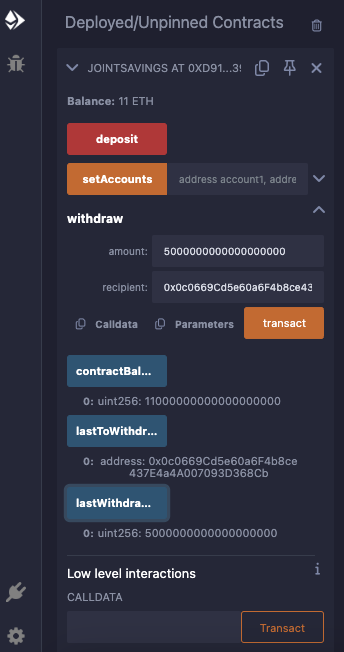 Deployed/Unpinned Contracts
JOINTSAVINGS AT 0XD91...39
Balance: 11 ETH
deposit
setAccounts address account1, addre
withdraw
amount: 5000000000000000000
recipient: 0x0c0669Cd5e60a6F4b8ce43
Calldata Parameters transact
contractBal...
0: uint256: 11000000000000000000
lastToWithdr...
0: address: 0x0c0669Cd5e60a6F4b8ce
437E4a4A007093D368Cb
lastWithdra...
0: uint256: 5000000000000000000
Low level interactions i
CALLDATA
Transact